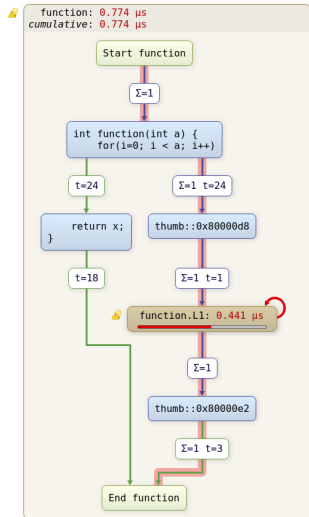 function: 0.774 µs
cumulative: 0.774 µs
Start function
Σ=1
int function(int a) {
for(i=0; i < a; i++)
t=24
Σ=1 t=24
return x;
}
thumb::0x80000d8
t=18
Σ=1 t=1
function.L1: 0.441 µs
Σ=1
thumb::0x80000e2
Σ=1 t=3
End function